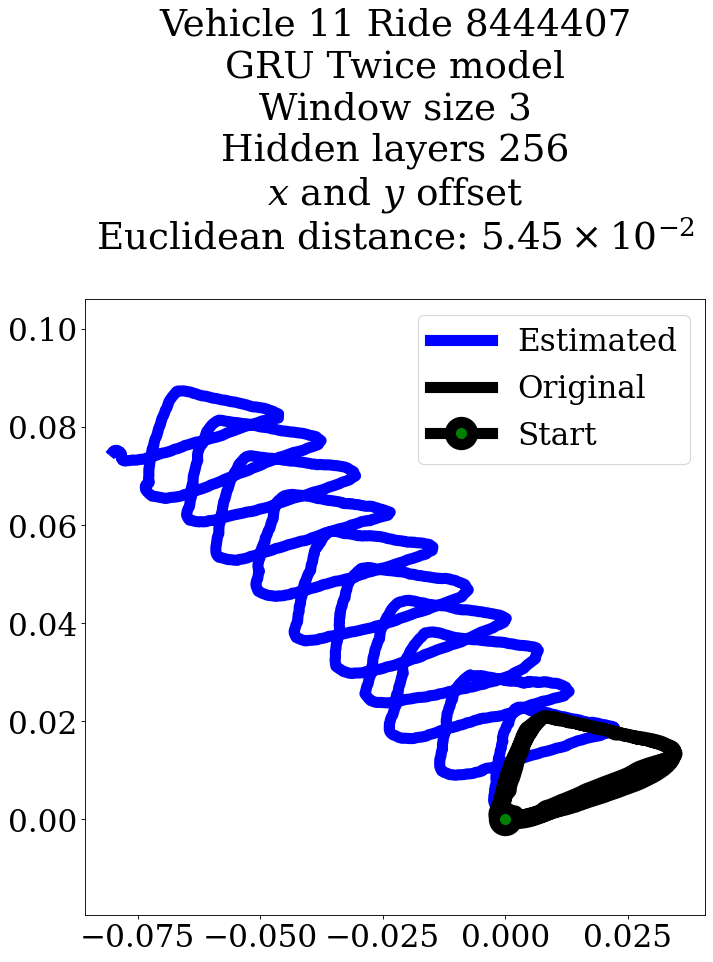 Vehicle 11 Ride 8444407
GRU Twice model
Window size 3
Hidden layers 256
x and y offset
Euclidean distance: 5.45 × 10⁻²
Estimated
Original
Start
0.10
0.08
0.06
0.04
0.02
0.00
−0.075 −0.050 −0.025 0.000 0.025